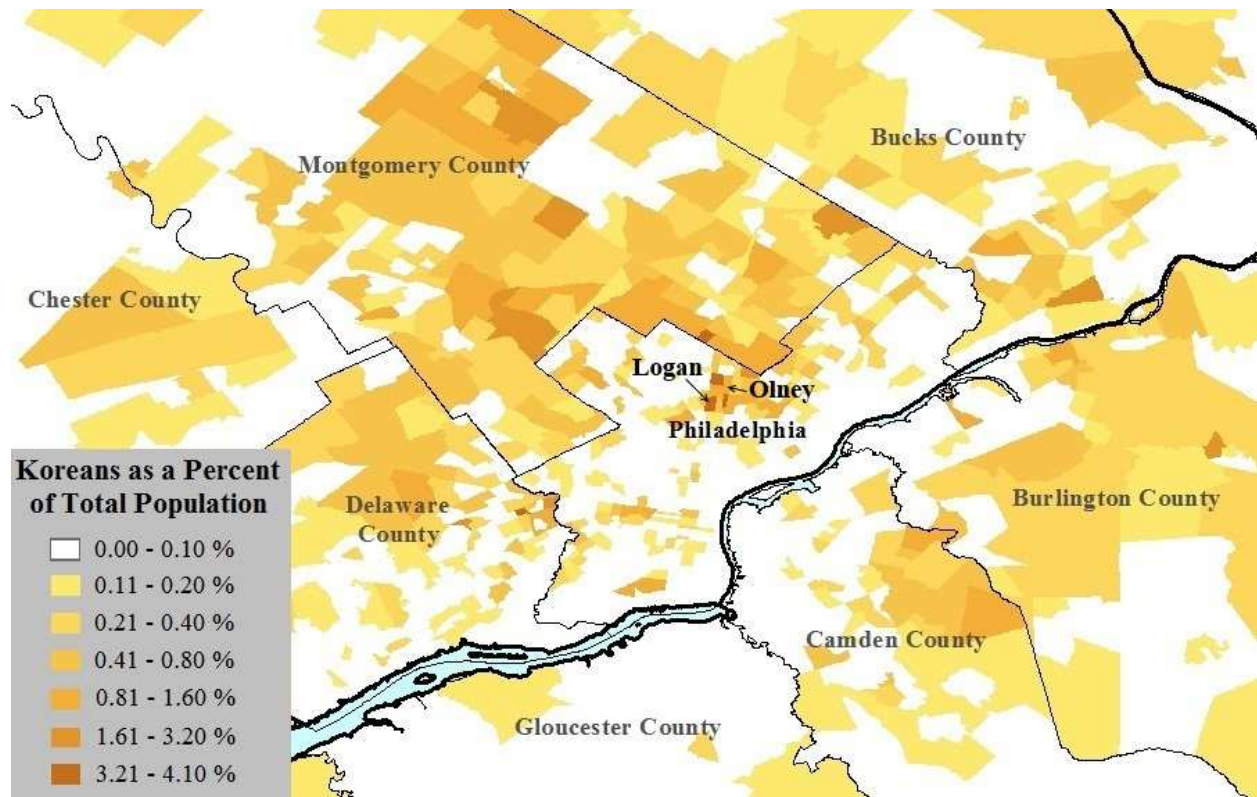 Bucks County
Montgomery County
Chester County
Logan
Olney
Philadelphia
Koreans as a Percent
of Total Population
0.00 - 0.10 %
0.11 - 0.20 %
0.21 - 0.40 %
0.41 - 0.80 %
0.81 - 1.60 %
1.61 - 3.20 %
3.21 - 4.10 %
Delaware
County
Burlington County
Camden County
Gloucester County